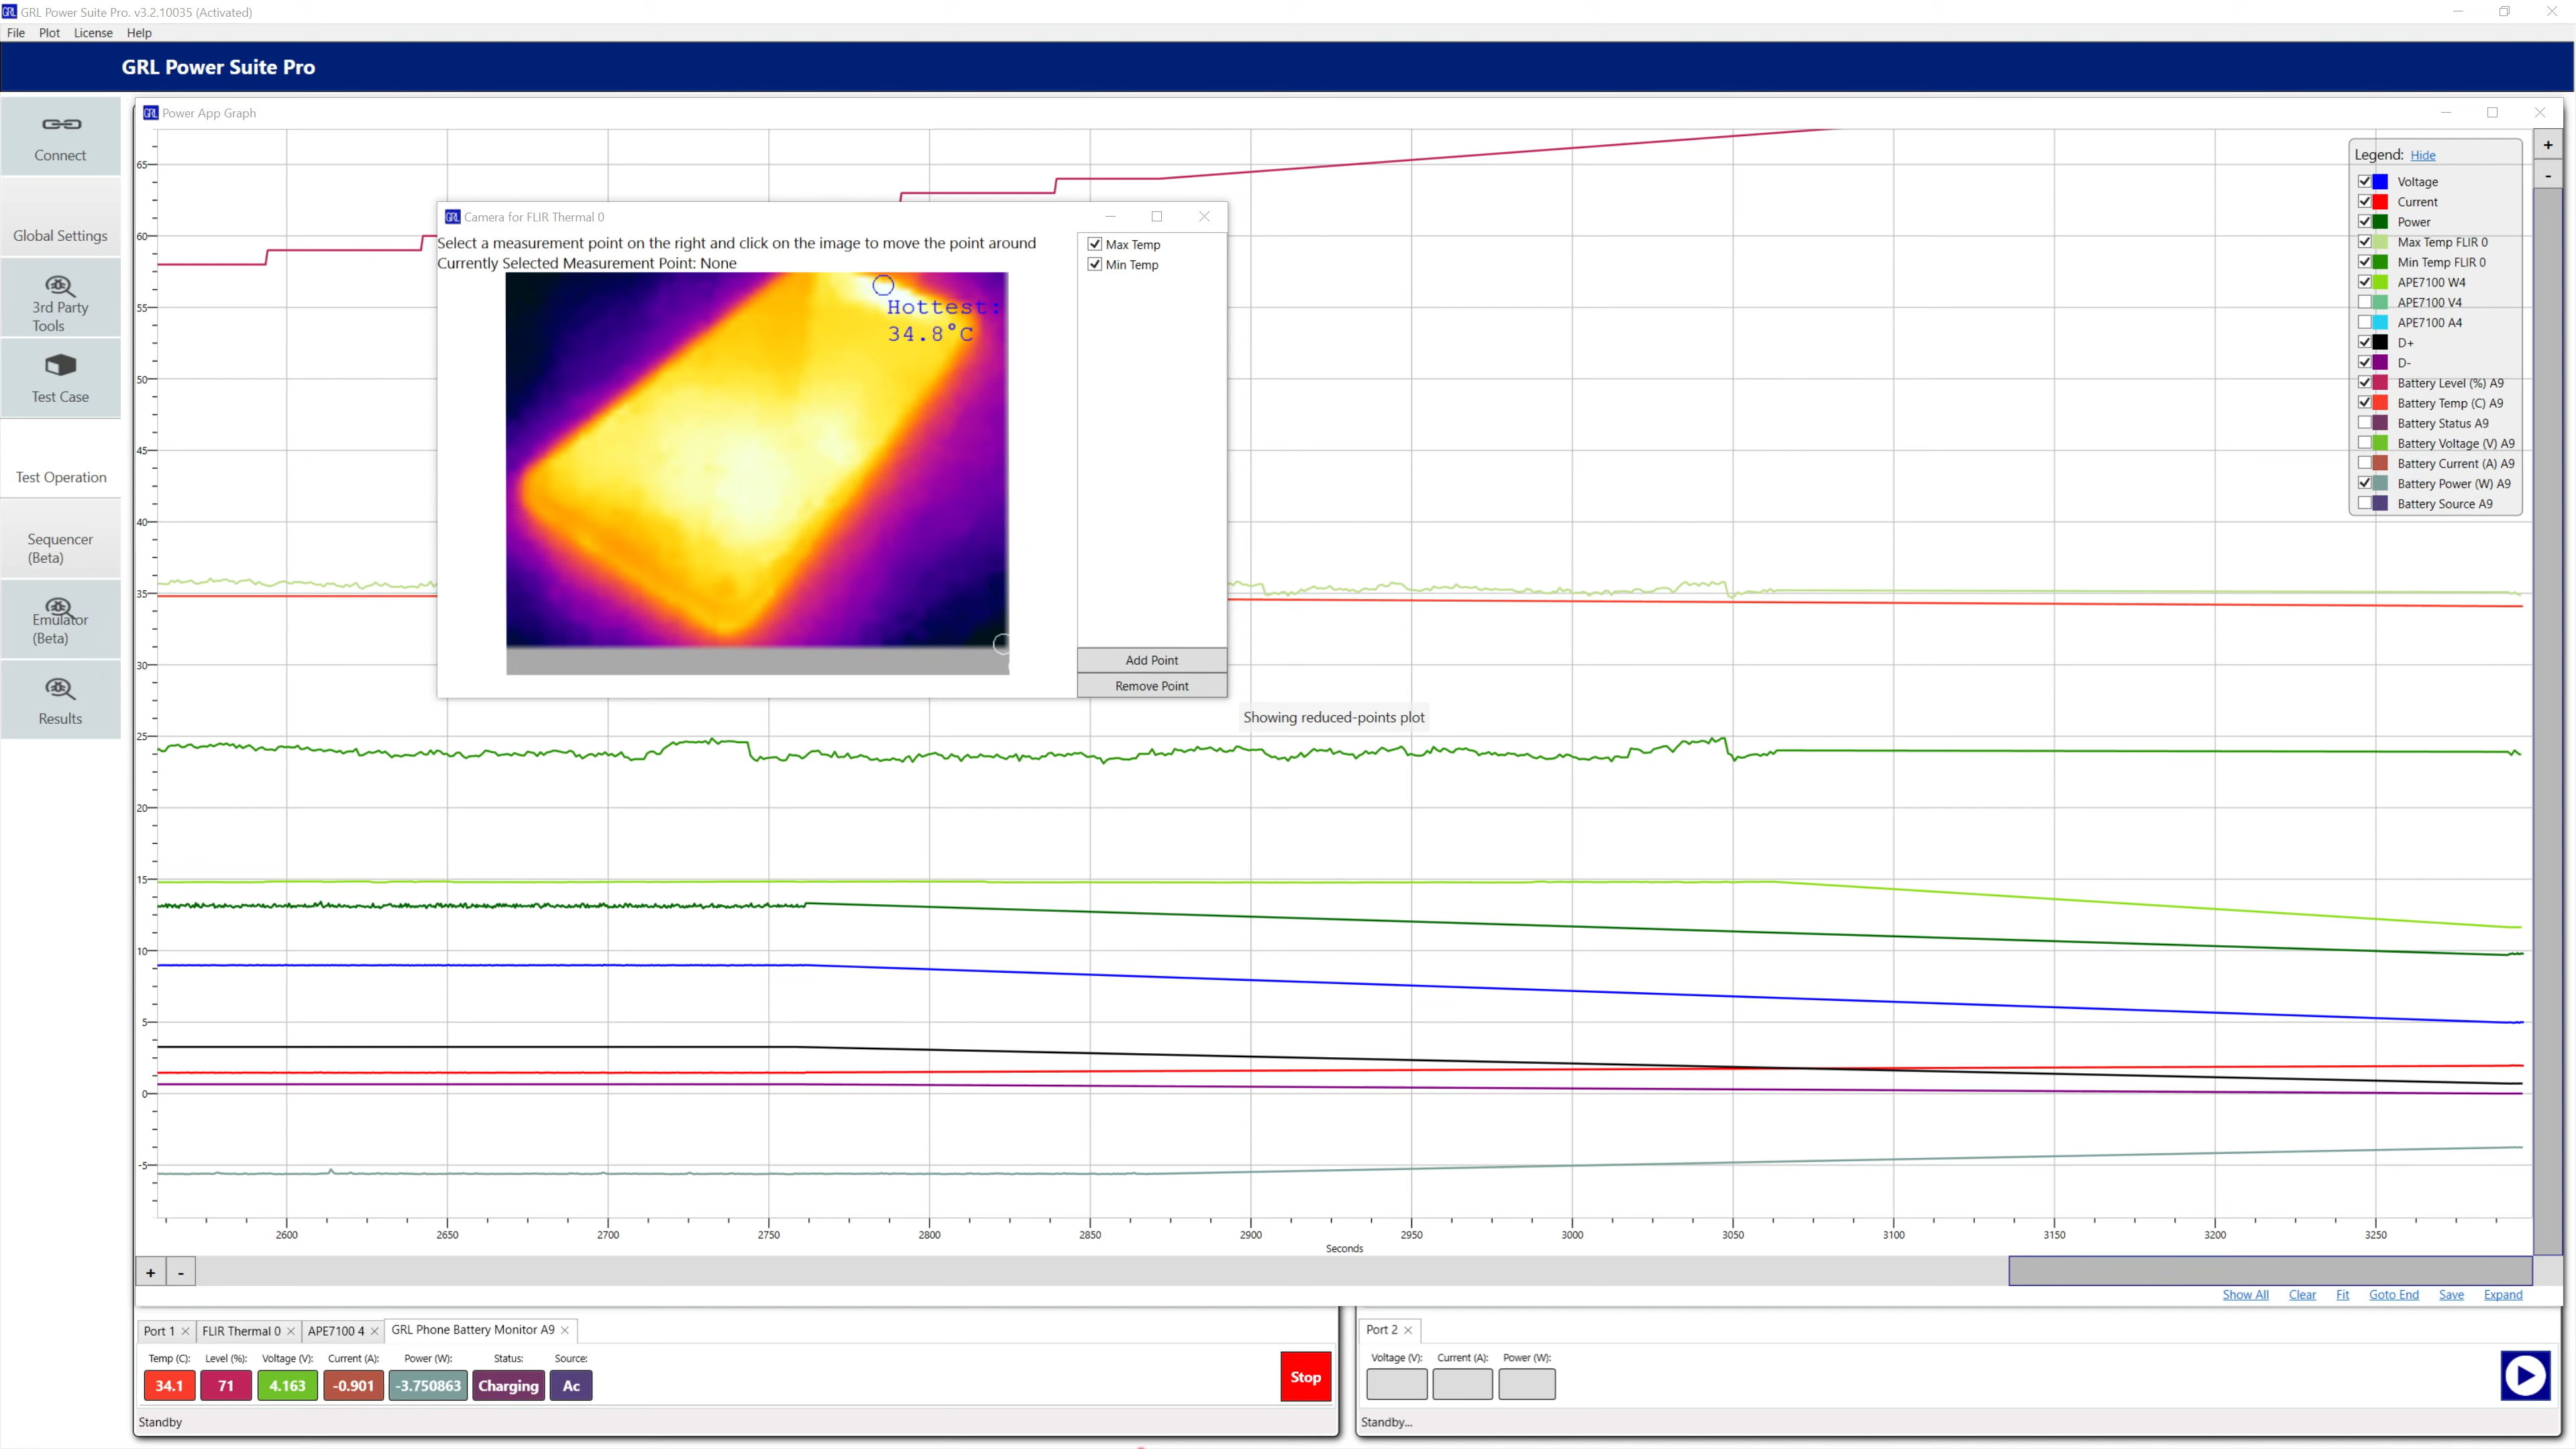 GRL GRL Power Suite Pro. v3.2.10035 (Activated)
File Plot License Help
GRL Power Suite Pro
Connect
Global Settings
3rd Party
Tools
Test Case
Test Operation
Sequencer
(Beta)
Emulator
(Beta)
Results
GRL Power App Graph
65
60
55
50
45
40
35
30
25
20
15
10
5
0
-5
GRL Camera for FLIR Thermal 0
Select a measurement point on the right and click on the image to move the point around
Currently Selected Measurement Point: None
Hottest:
34.8°C
Max Temp
Min Temp
Add Point
Remove Point
Showing reduced-points plot
Legend: Hide
Voltage
Current
Power
Max Temp FLIR 0
Min Temp FLIR 0
APE7100 W4
APE7100 V4
APE7100 A4
D+
D-
Battery Level (%) A9
Battery Temp (C) A9
Battery Status A9
Battery Voltage (V) A9
Battery Current (A) A9
Battery Power (W) A9
Battery Source A9
+
-
2600 2650 2700 2750 2800 2850 2900 2950 3000 3050 3100 3150 3200 3250
Seconds
+ -
Show All Clear Fit Goto End Save Expand
Port 1 FLIR Thermal 0 APE7100 4 GRL Phone Battery Monitor A9
Temp (C): Level (%): Voltage (V): Current (A): Power (W): Status: Source:
34.1 71 4.163 -0.901 -3.750863 Charging Ac
Stop
Standby
Port 2
Voltage (V): Current (A): Power (W):
Standby...